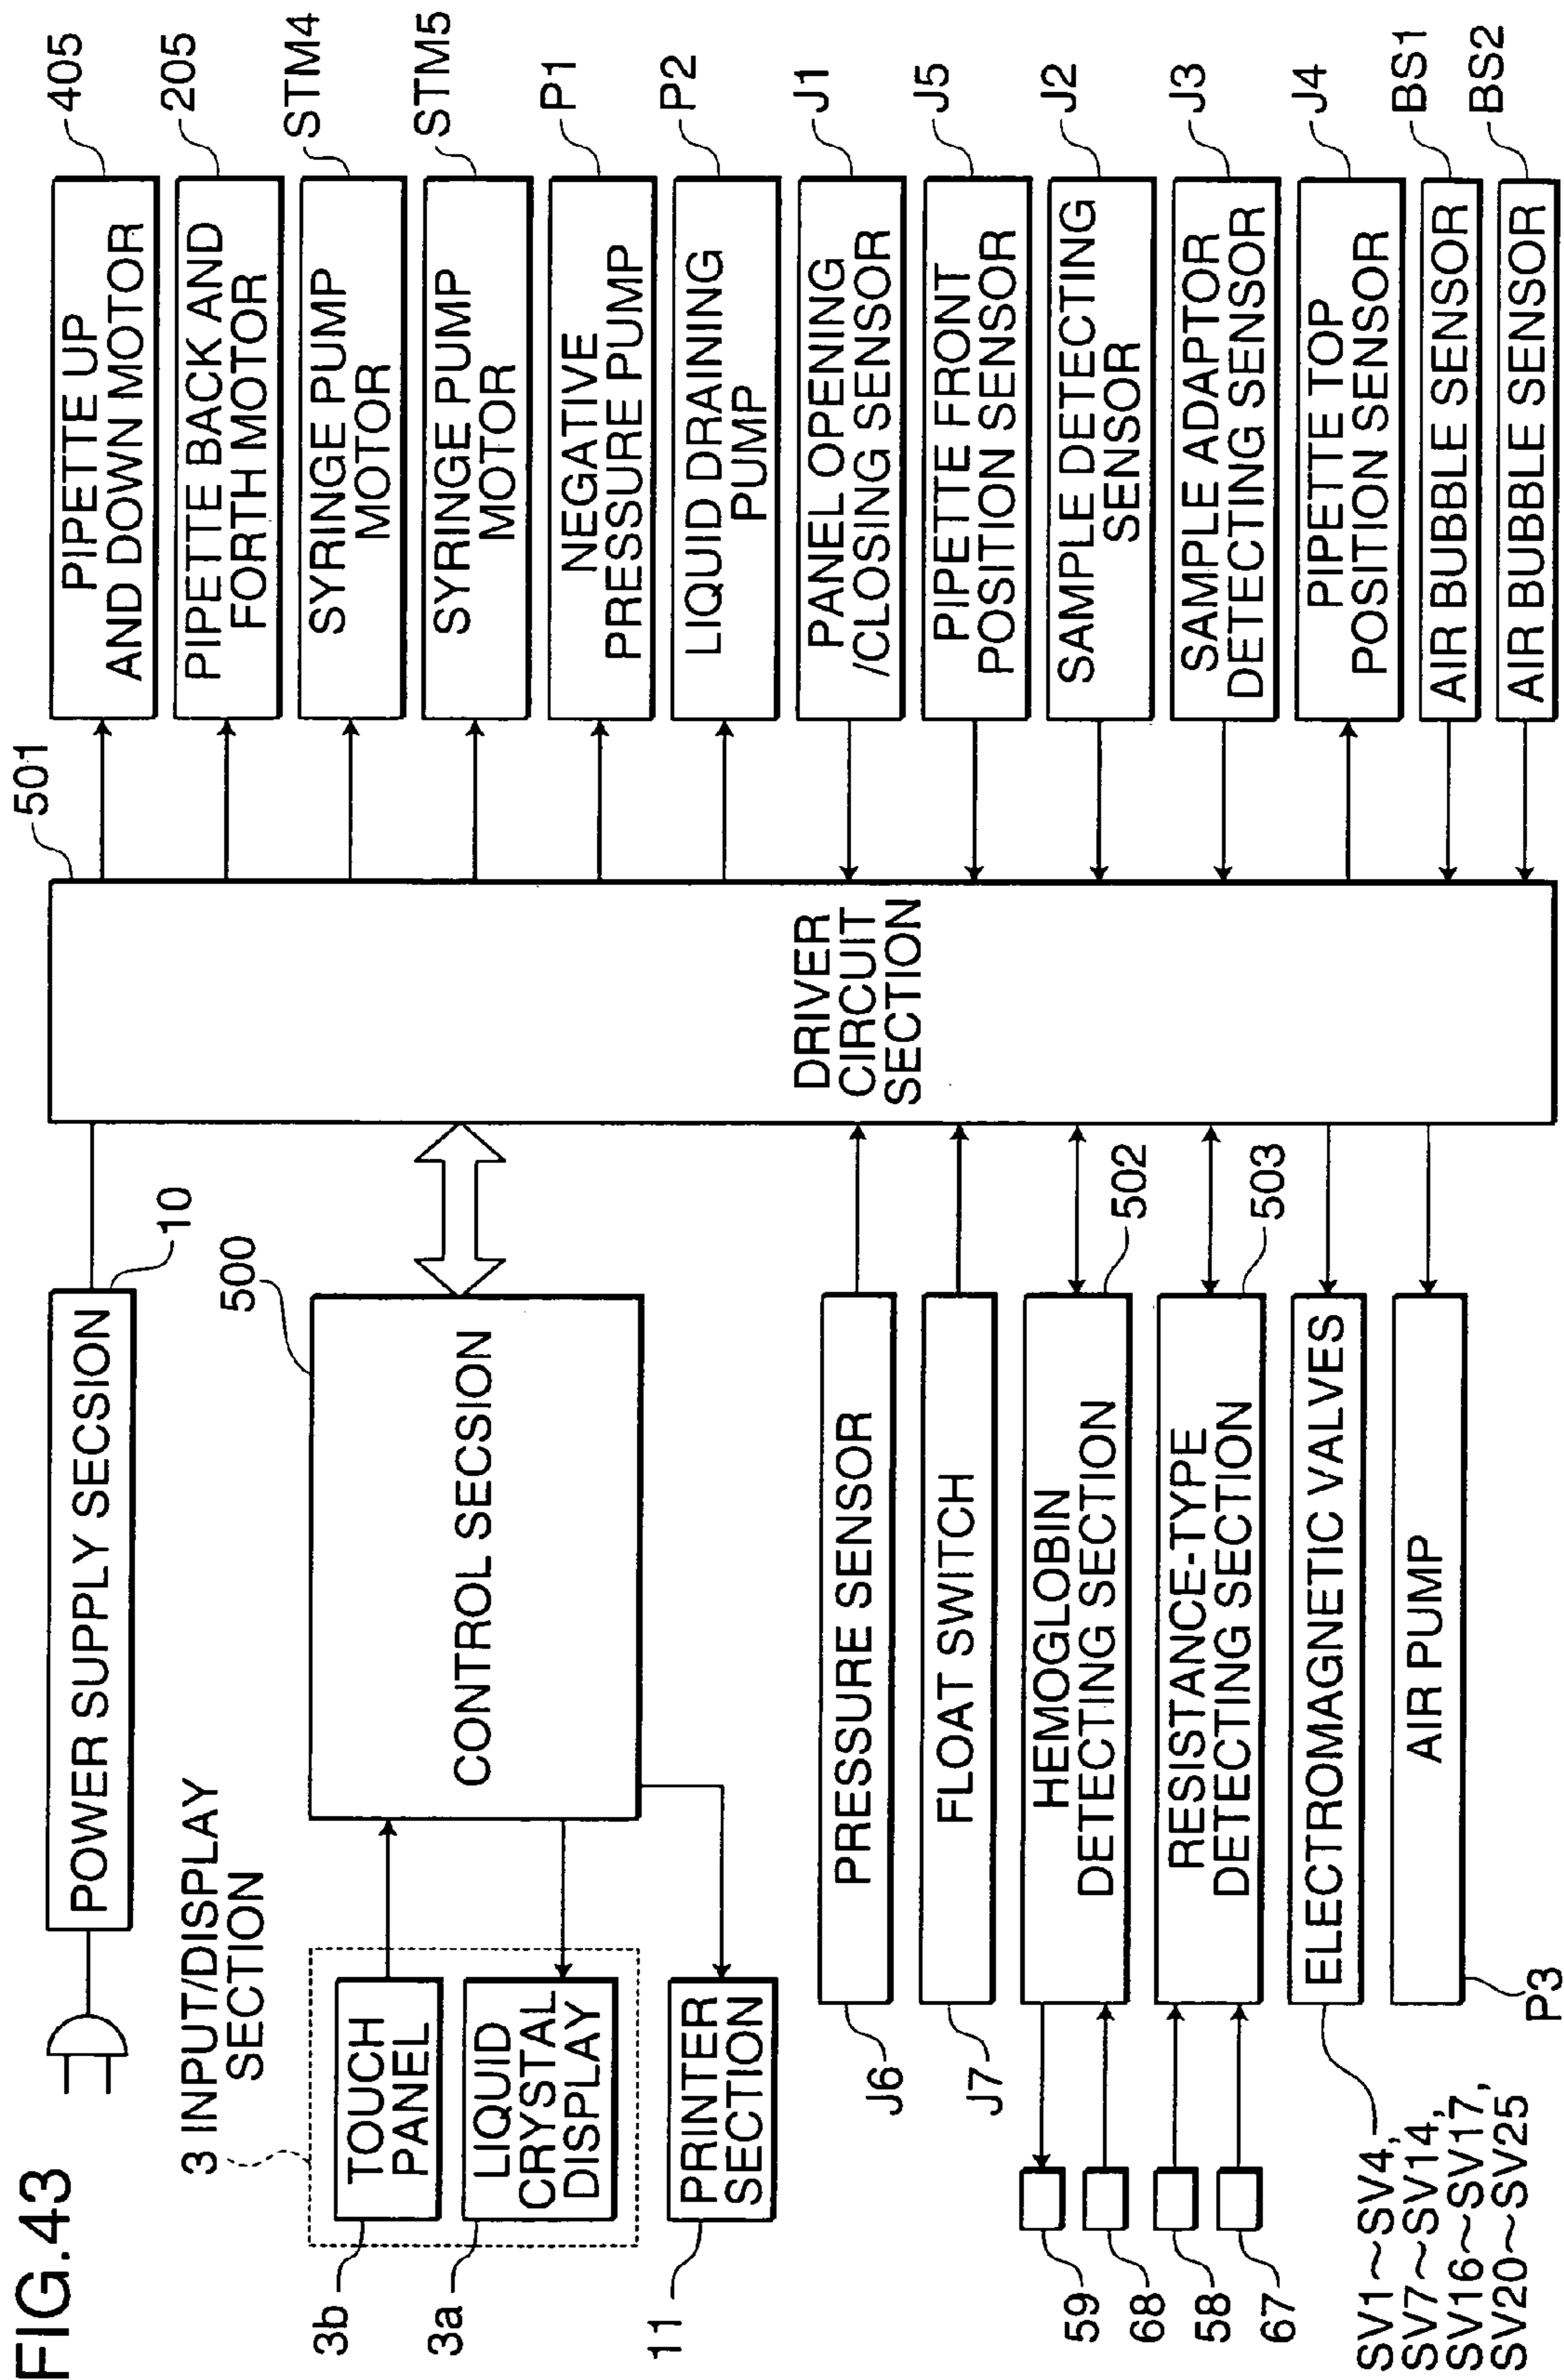 FIG.43
POWER SUPPLY SECSION
10
3 INPUT/DISPLAY
SECTION
3b
TOUCH
PANEL
3a
LIQUID
CRYSTAL
DISPLAY
11
PRINTER
SECTION
500
CONTROL SECSION
J6
PRESSURE SENSOR
J7
FLOAT SWITCH
59
68
HEMOGLOBIN
DETECTING SECTION
502
58
67
RESISTANCE-TYPE
DETECTING SECTION
503
ELECTROMAGNETIC VALVES
SV1~SV4,
SV7~SV14,
SV16~SV17,
SV20~SV25
AIR PUMP
P3
501
DRIVER
CIRCUIT
SECTION
PIPETTE UP
AND DOWN MOTOR
405
PIPETTE BACK AND
FORTH MOTOR
205
SYRINGE PUMP
MOTOR
STM4
SYRINGE PUMP
MOTOR
STM5
NEGATIVE
PRESSURE PUMP
P1
LIQUID DRAINING
PUMP
P2
PANEL OPENING
/CLOSING SENSOR
J1
PIPETTE FRONT
POSITION SENSOR
J5
SAMPLE DETECTING
SENSOR
J2
SAMPLE ADAPTOR
DETECTING SENSOR
J3
PIPETTE TOP
POSITION SENSOR
J4
AIR BUBBLE SENSOR
BS1
AIR BUBBLE SENSOR
BS2